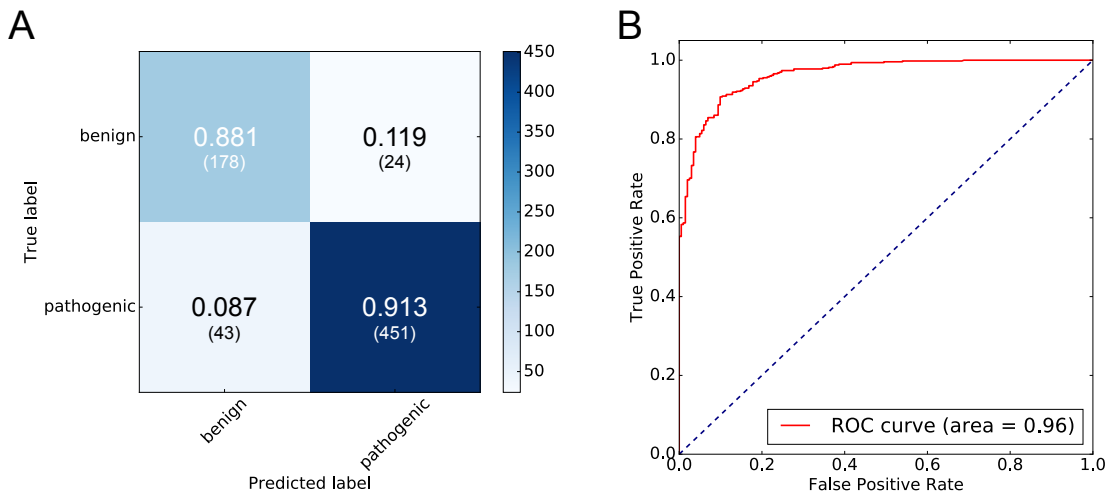 A
True label
benign
pathogenic
0.881
(178)
0.119
(24)
0.087
(43)
0.913
(451)
benign
pathogenic
Predicted label
450
400
350
300
250
200
150
100
50
B
True Positive Rate
1.0
0.8
0.6
0.4
0.2
0.0
ROC curve (area = 0.96)
0.0 0.2 0.4 0.6 0.8 1.0
False Positive Rate